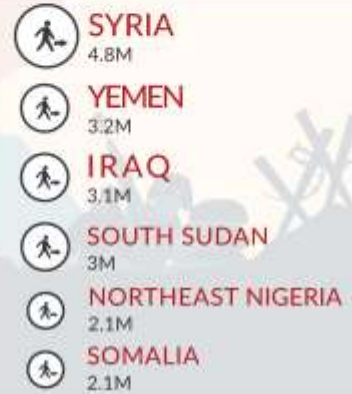 SYRIA
4.8M
YEMEN
3.2M
IRAQ
3.1M
SOUTH SUDAN
3M
NORTHEAST NIGERIA
2.1M
SOMALIA
2.1M